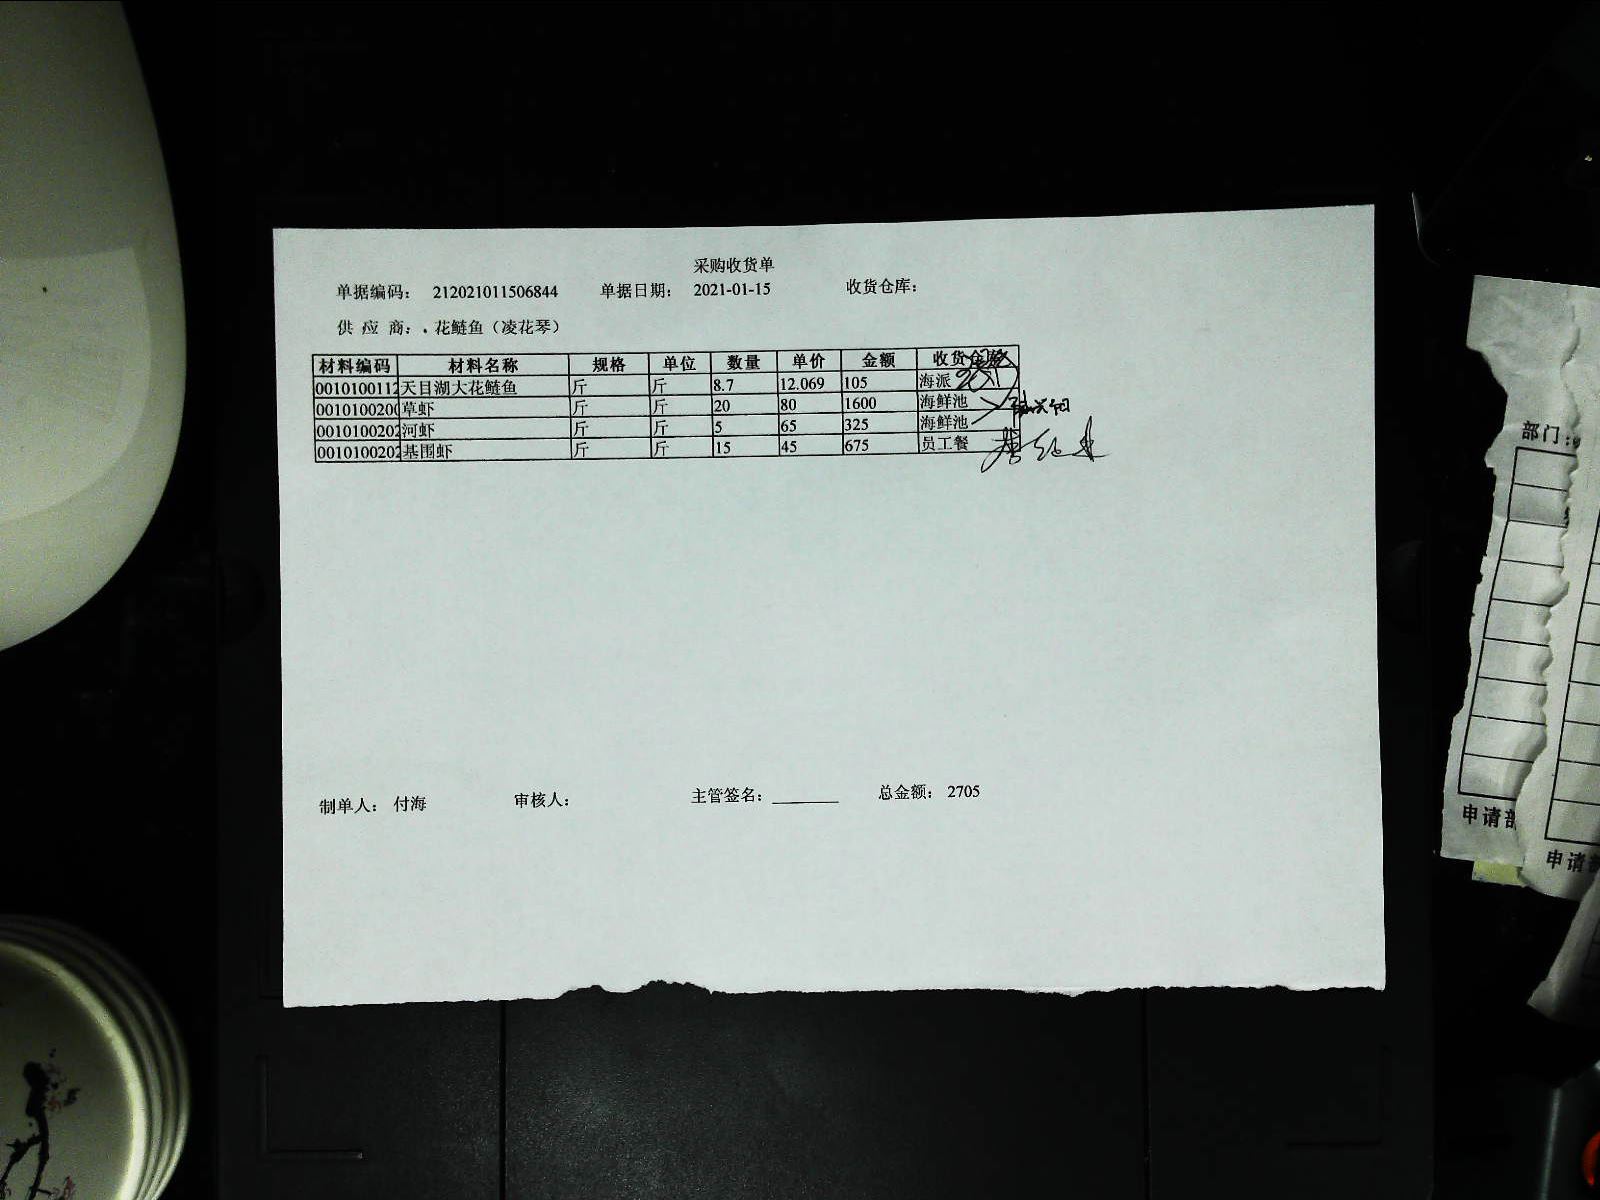 采购收货单
单据编码： 212021011506844 单据日期： 2021-01-15 收货仓库：
供 应 商： . 花鲢鱼（凌花琴）
材料编码 材料名称 规格 单位 数量 单价 金额 收货仓库
0010100112 天目湖大花鲢鱼 斤 斤 8.7 12.069 105 海派
001010020 草虾 斤 斤 20 80 1600 海鲜池
0010100202 河虾 斤 斤 5 65 325 海鲜池
0010100202 基围虾 斤 斤 15 45 675 员工餐
制单人： 付海 审核人： 主管签名： 总金额： 2705
部门：
申请部
申请部